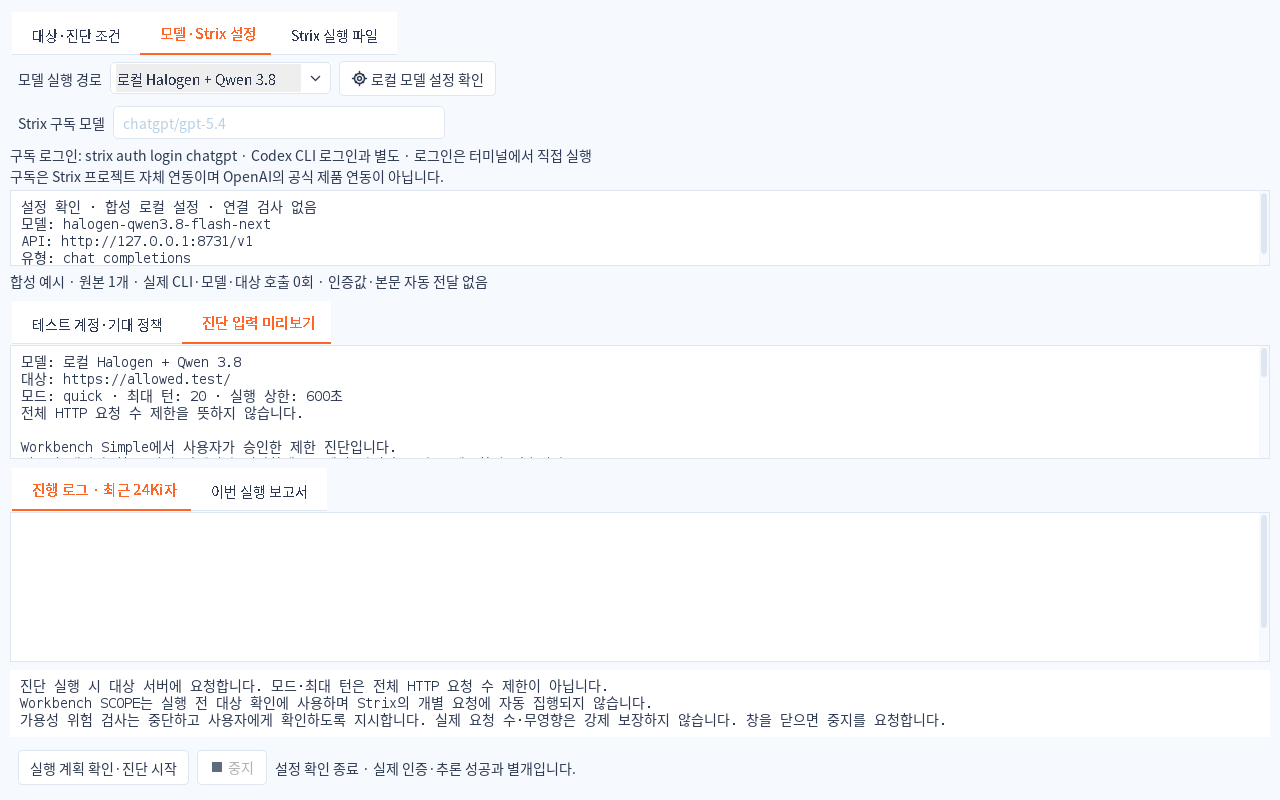 대상·진단 조건
모델·Strix 설정
Strix 실행 파일
모델 실행 경로
로컬 Halogen + Qwen 3.8
로컬 모델 설정 확인
Strix 구독 모델
chatgpt/gpt-5.4
구독 로그인: strix auth login chatgpt · Codex CLI 로그인과 별도 · 로그인은 터미널에서 직접 실행
구독은 Strix 프로젝트 자체 연동이며 OpenAI의 공식 제품 연동이 아닙니다.
설정 확인 · 합성 로컬 설정 · 연결 검사 없음
모델: halogen-qwen3.8-flash-next
API: http://127.0.0.1:8731/v1
유형: chat completions
합성 예시 · 원본 1개 · 실제 CLI·모델·대상 호출 0회 · 인증값·본문 자동 전달 없음
테스트 계정·기대 정책
진단 입력 미리보기
모델: 로컬 Halogen + Qwen 3.8
대상: https://allowed.test/
모드: quick · 최대 턴: 20 · 실행 상한: 600초
전체 HTTP 요청 수 제한을 뜻하지 않습니다.
Workbench Simple에서 사용자가 승인한 제한 진단입니다.
진행 로그 · 최근 24Ki자
이번 실행 보고서
진단 실행 시 대상 서버에 요청합니다. 모드·최대 턴은 전체 HTTP 요청 수 제한이 아닙니다.
Workbench SCOPE는 실행 전 대상 확인에 사용하며 Strix의 개별 요청에 자동 집행되지 않습니다.
가용성 위험 검사는 중단하고 사용자에게 확인하도록 지시합니다. 실제 요청 수·무영향은 강제 보장하지 않습니다. 창을 닫으면 중지를 요청합니다.
실행 계획 확인·진단 시작
중지
설정 확인 종료 · 실제 인증·추론 성공과 별개입니다.